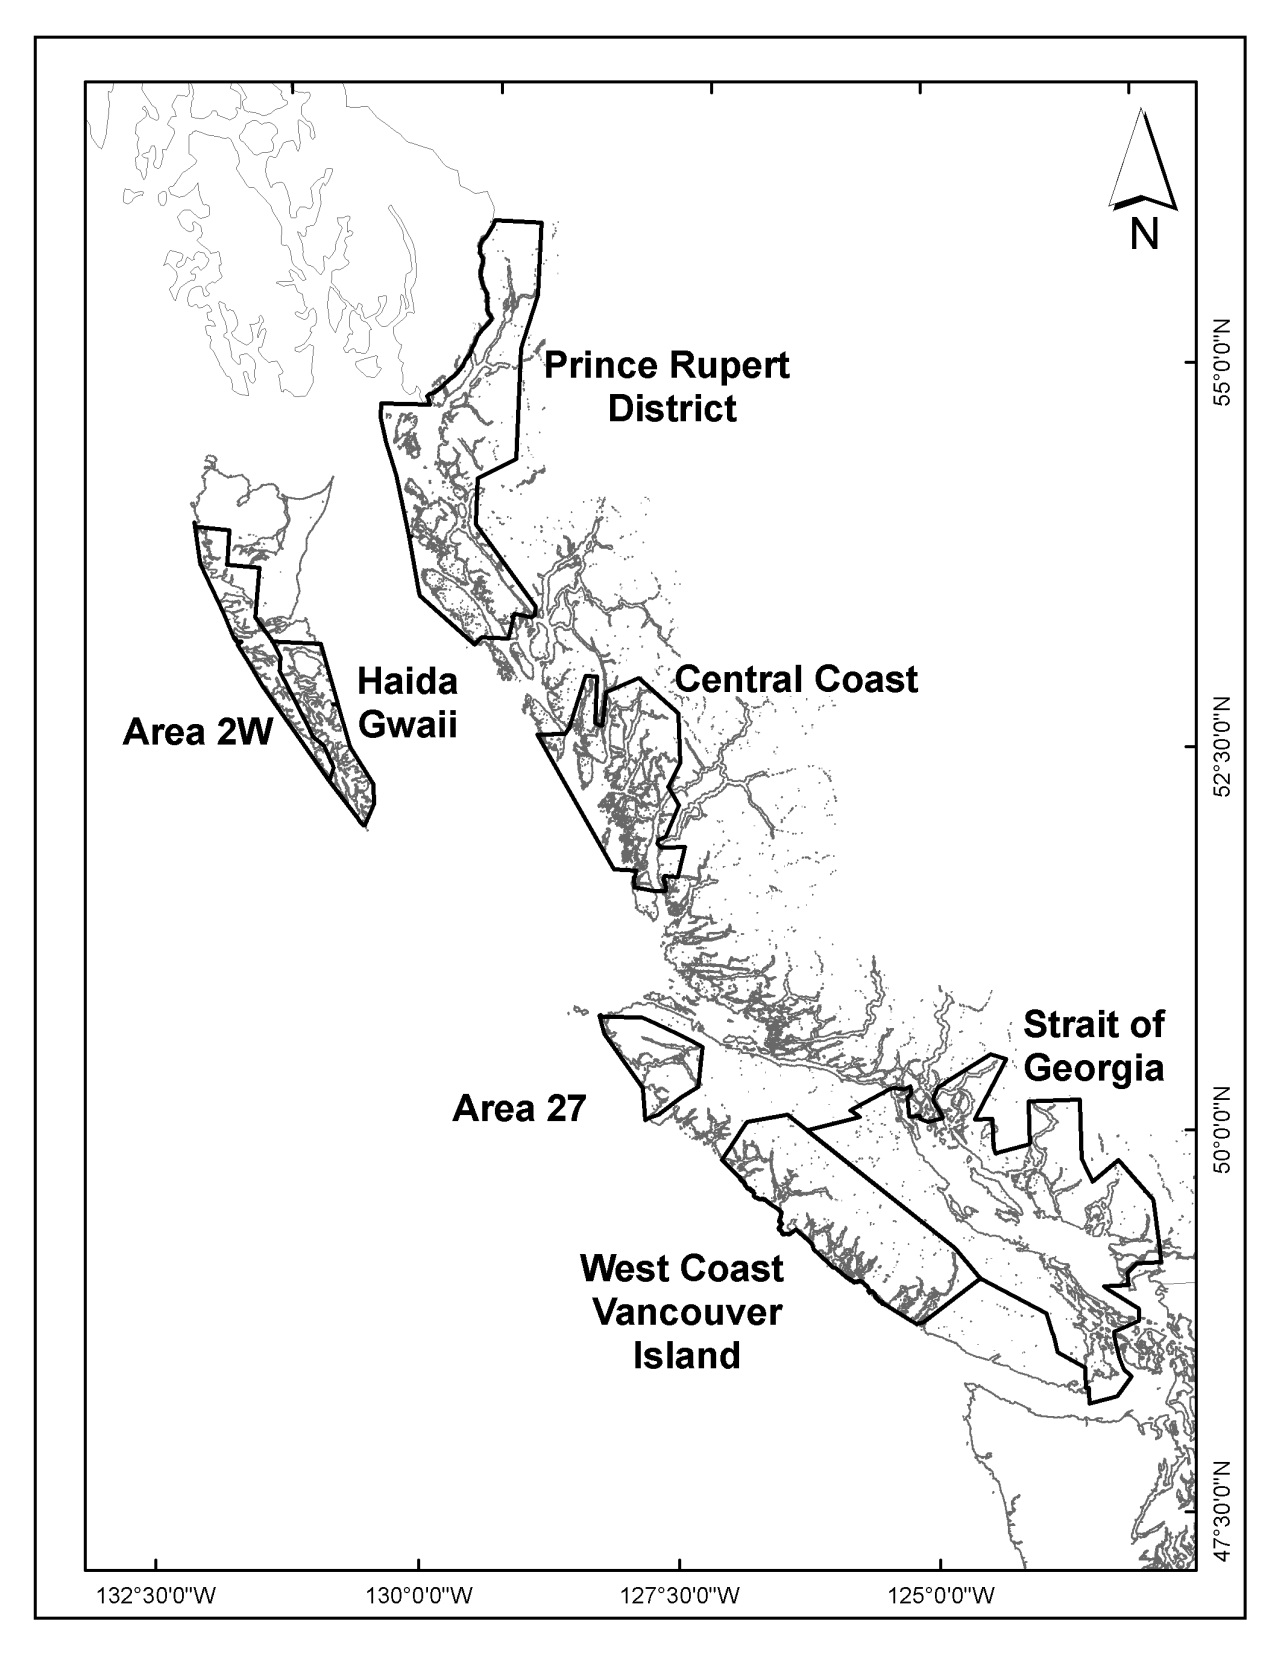 N
55°0'0"N
Prince Rupert
District
Haida
Gwaii
Area 2W
Central Coast
52°30'0"N
Strait of
Georgia
Area 27
50°0'0"N
West Coast
Vancouver
Island
47°30'0"N
132°30'0"W
130°0'0"W
127°30'0"W
125°0'0"W